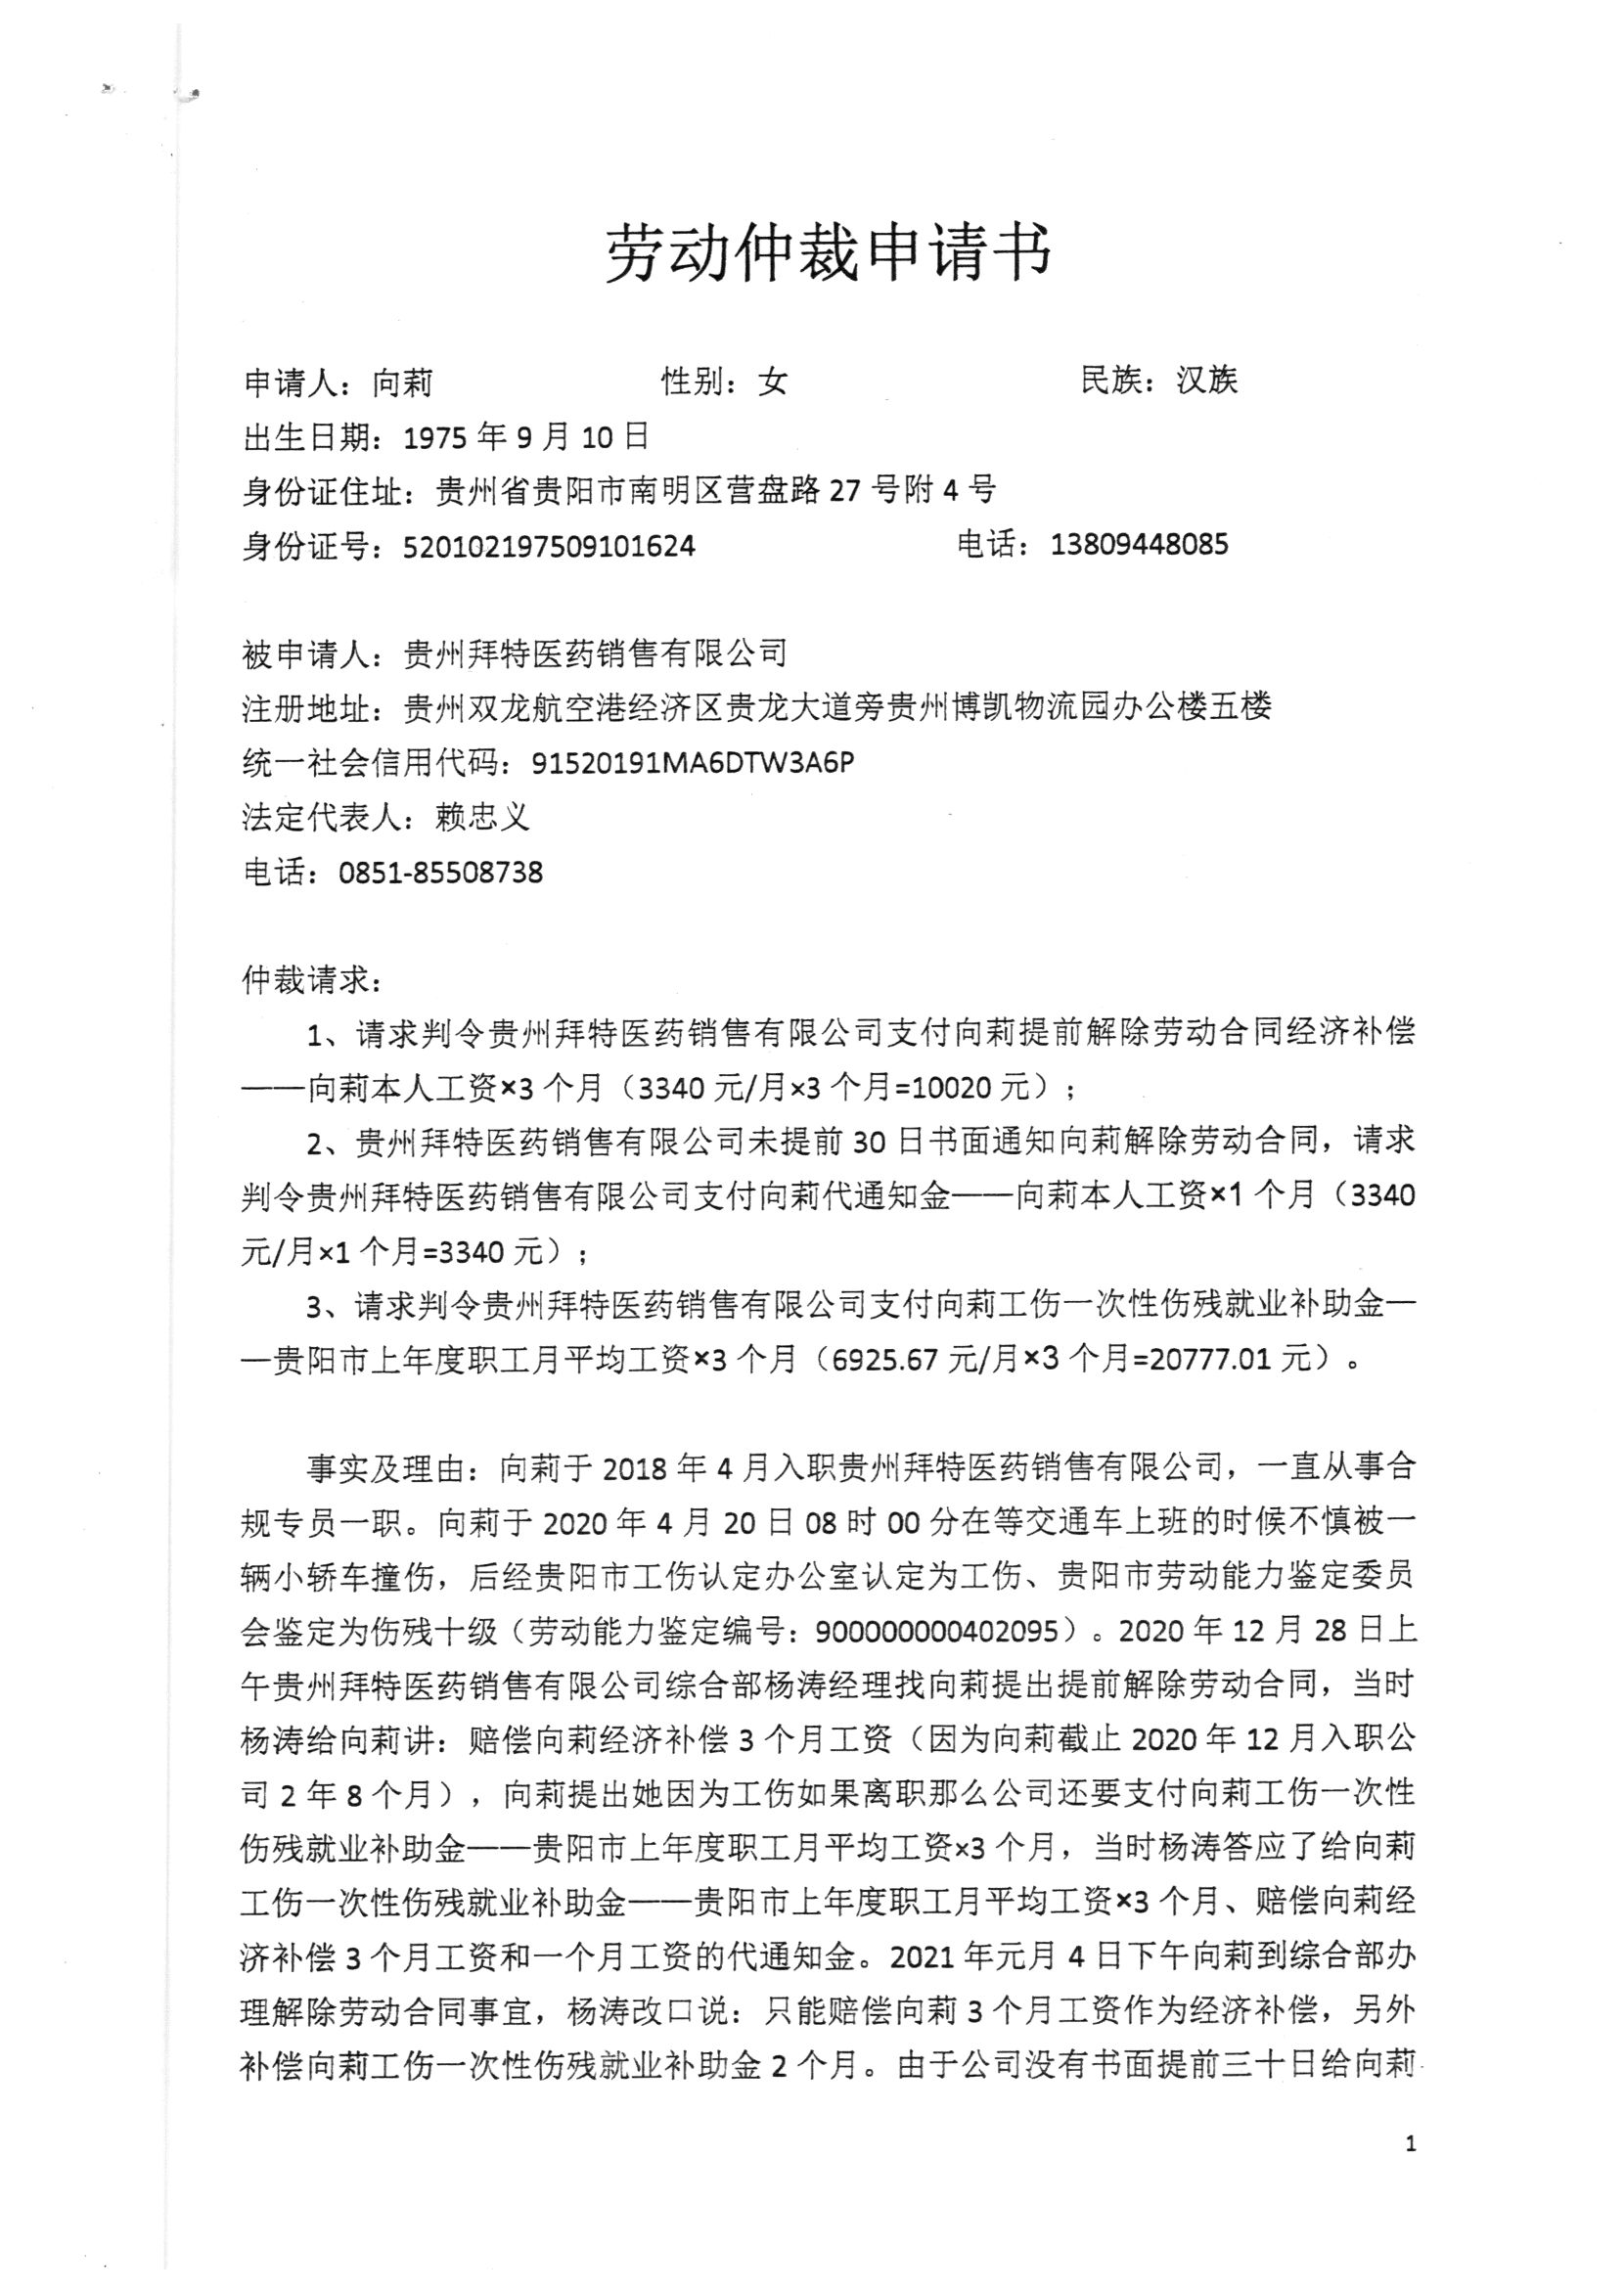 劳动仲裁申请书
申请人：向莉 性别：女 民族：汉族
出生日期：1975 年 9 月 10 日
身份证住址：贵州省贵阳市南明区营盘路 27 号附 4 号
身份证号：520102197509101624 电话：13809448085
被申请人：贵州拜特医药销售有限公司
注册地址：贵州双龙航空港经济区贵龙大道旁贵州博凯物流园办公楼五楼
统一社会信用代码：91520191MA6DTW3A6P
法定代表人：赖忠义
电话：0851-85508738
仲裁请求：
1、请求判令贵州拜特医药销售有限公司支付向莉提前解除劳动合同经济补偿
——向莉本人工资×3 个月（3340 元/月×3 个月=10020 元）；
2、贵州拜特医药销售有限公司未提前 30 日书面通知向莉解除劳动合同，请求
判令贵州拜特医药销售有限公司支付向莉代通知金——向莉本人工资×1 个月（3340
元/月×1 个月=3340 元）；
3、请求判令贵州拜特医药销售有限公司支付向莉工伤一次性伤残就业补助金—
—贵阳市上年度职工月平均工资×3 个月（6925.67 元/月×3 个月=20777.01 元）。
事实及理由：向莉于 2018 年 4 月入职贵州拜特医药销售有限公司，一直从事合
规专员一职。向莉于 2020 年 4 月 20 日 08 时 00 分在等交通车上班的时候不慎被一
辆小轿车撞伤，后经贵阳市工伤认定办公室认定为工伤、贵阳市劳动能力鉴定委员
会鉴定为伤残十级（劳动能力鉴定编号：900000000402095）。2020 年 12 月 28 日上
午贵州拜特医药销售有限公司综合部杨涛经理找向莉提出提前解除劳动合同，当时
杨涛给向莉讲：赔偿向莉经济补偿 3 个月工资（因为向莉截止 2020 年 12 月入职公
司 2 年 8 个月），向莉提出她因为工伤如果离职那么公司还要支付向莉工伤一次性
伤残就业补助金——贵阳市上年度职工月平均工资×3 个月，当时杨涛答应了给向莉
工伤一次性伤残就业补助金——贵阳市上年度职工月平均工资×3 个月、赔偿向莉经
济补偿 3 个月工资和一个月工资的代通知金。2021 年元月 4 日下午向莉到综合部办
理解除劳动合同事宜，杨涛改口说：只能赔偿向莉 3 个月工资作为经济补偿，另外
补偿向莉工伤一次性伤残就业补助金 2 个月。由于公司没有书面提前三十日给向莉
1